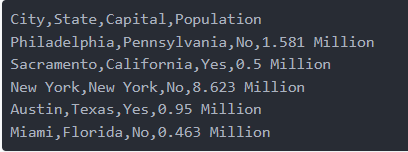 City,State,Capital,Population
Philadelphia,Pennsylvania,No,1.581 Million
Sacramento,California,Yes,0.5 Million
New York,New York,No,8.623 Million
Austin,Texas,Yes,0.95 Million
Miami,Florida,No,0.463 Million